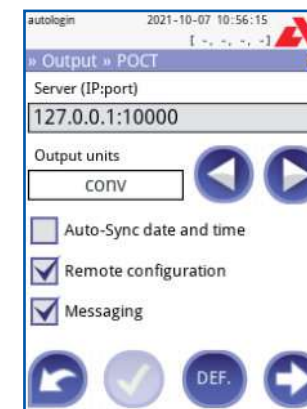 autologin 2021-10-07 10:56:15
[ -, -, -, -]
» Output » POCT
Server (IP:port)
127.0.0.1:10000
Output units
conv
Auto-Sync date and time
Remote configuration
Messaging
DEF.